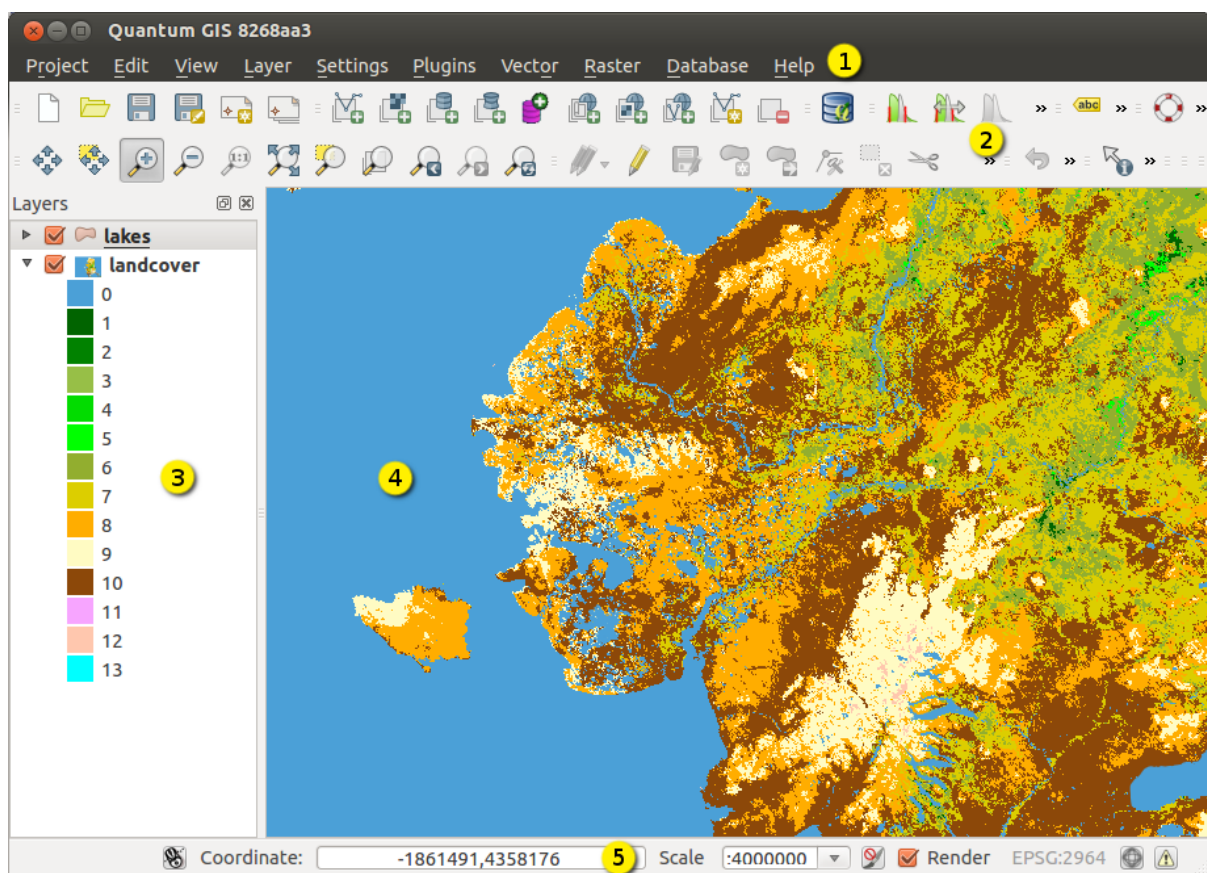 Quantum GIS 8268aa3
Project Edit View Layer Settings Plugins Vector Raster Database Help 1
1:1 » abc » »
2
» » »
Layers
lakes
landcover
0
1
2
3
4
5
6
7
8
9
10
11
12
13
3
4
Coordinate: -1861491,4358176 5 Scale :4000000 Render EPSG:2964